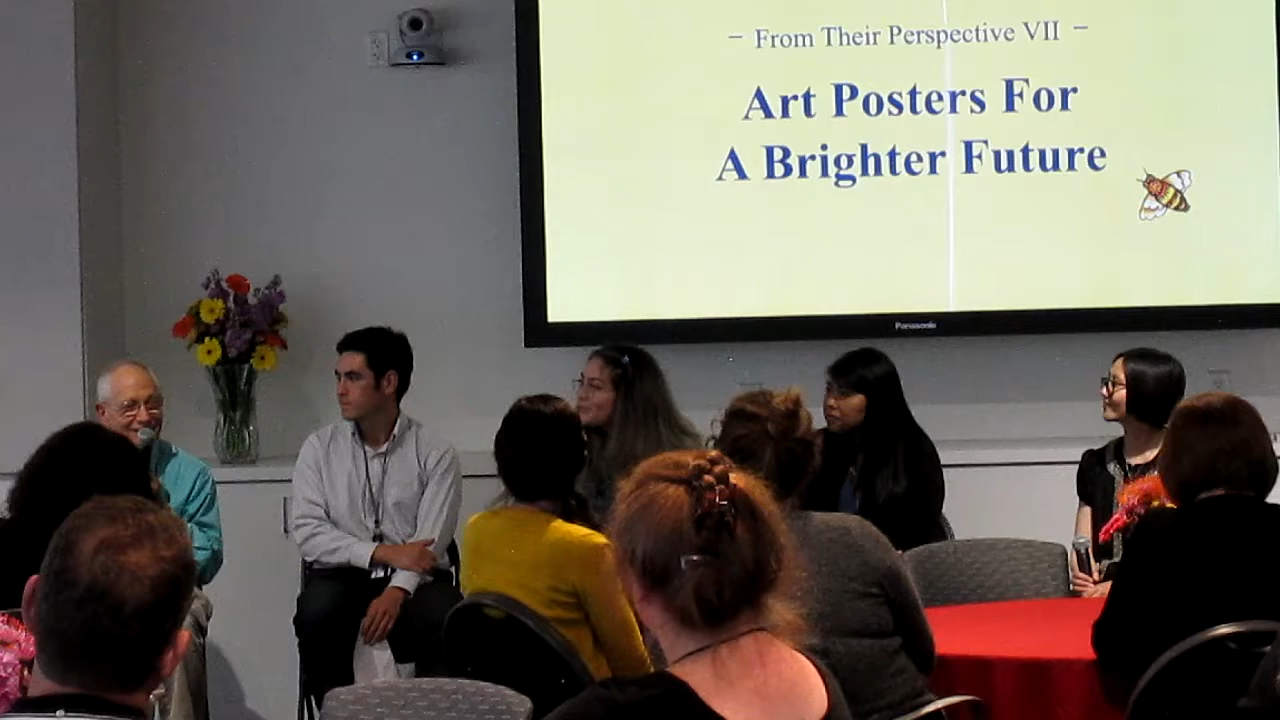 – From Their Perspective VII –
Art Posters For
A Brighter Future
Panasonic